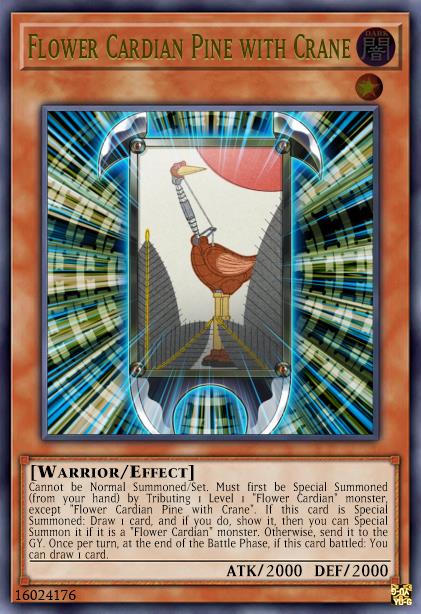 Flower Cardian Pine with Crane
DARK
闇
[Warrior/Effect]
Cannot be Normal Summoned/Set. Must first be Special Summoned
(from your hand) by Tributing 1 Level 1 "Flower Cardian" monster,
except "Flower Cardian Pine with Crane". If this card is Special
Summoned: Draw 1 card, and if you do, show it, then you can Special
Summon it if it is a "Flower Cardian" monster. Otherwise, send it to the
GY. Once per turn, at the end of the Battle Phase, if this card battled: You
can draw 1 card.
ATK/2000 DEF/2000
16024176